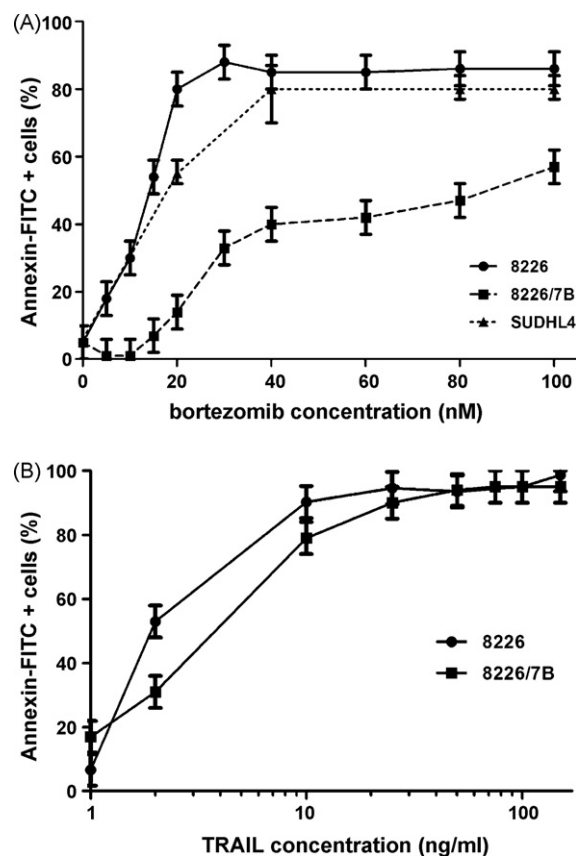 (A)
Annexin-FITC + cells (%)
100
80
60
40
20
0
8226
8226/7B
SUDHL4
0 20 40 60 80 100
bortezomib concentration (nM)
(B)
Annexin-FITC + cells (%)
100
80
60
40
20
0
8226
8226/7B
1 10 100
TRAIL concentration (ng/ml)